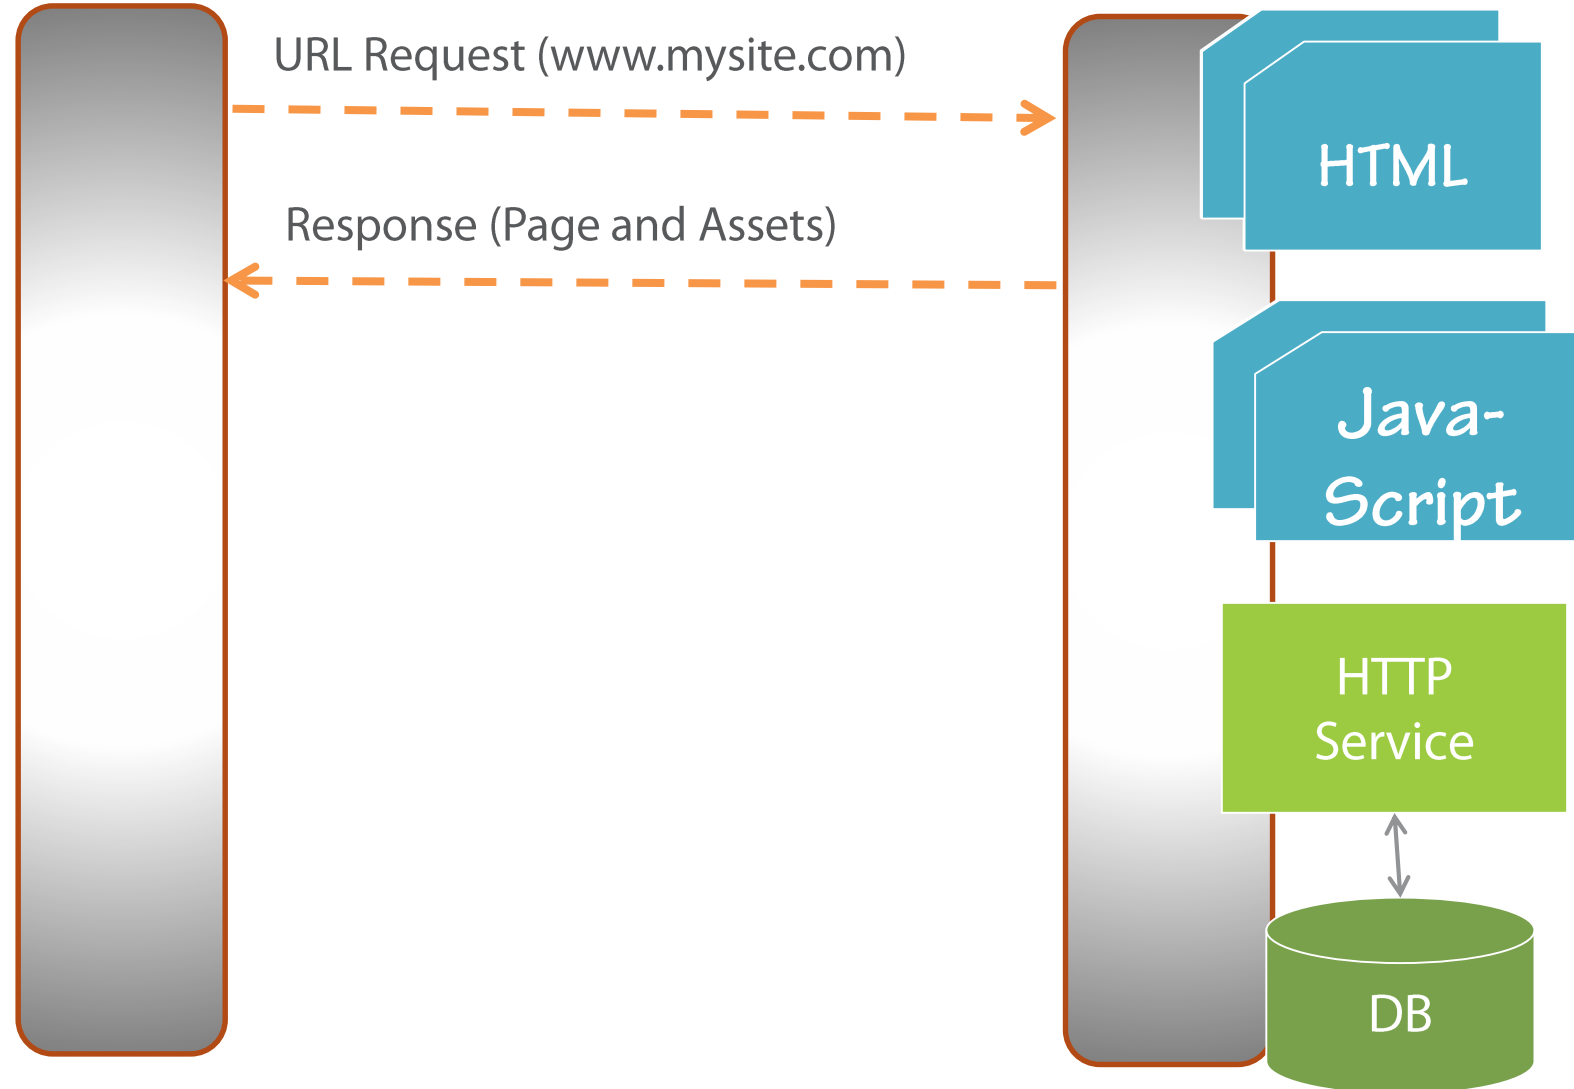 URL Request (www.mysite.com)
Response (Page and Assets)
HTML
Java-
Script
HTTP
Service
DB